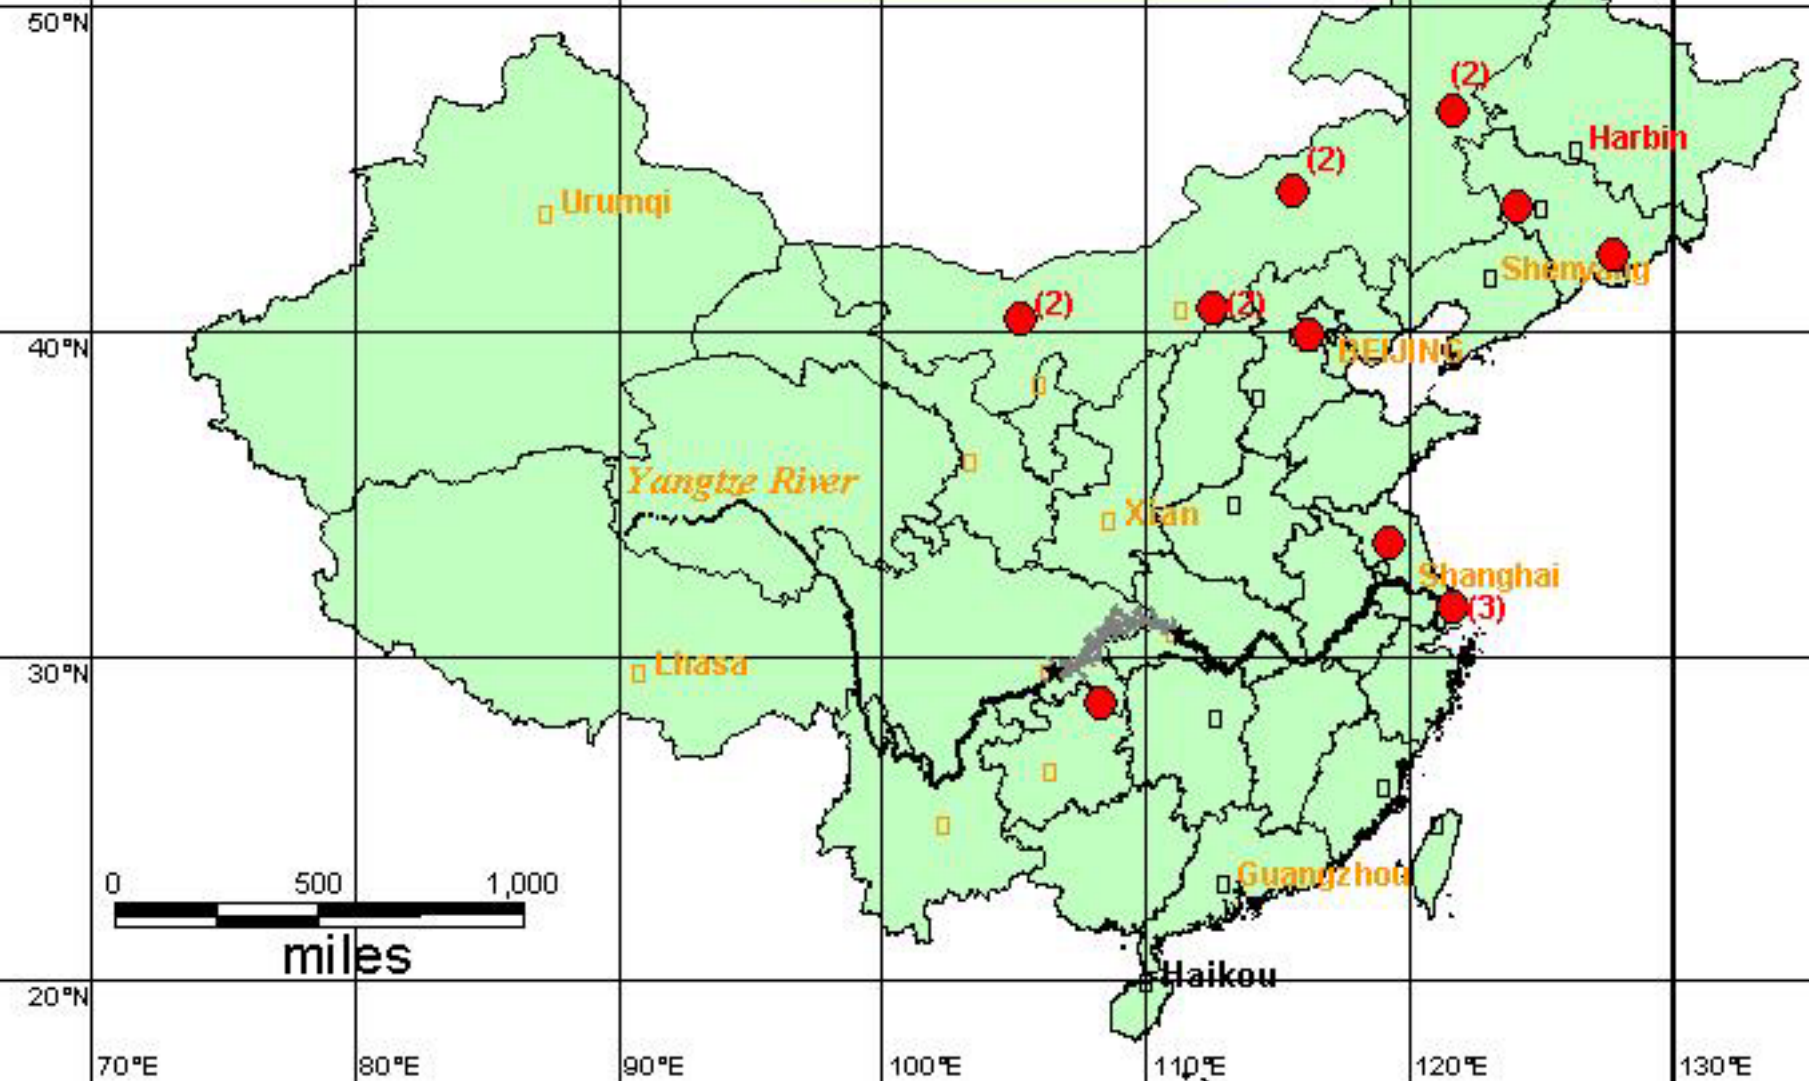 50°N
(2)
Harbin
(2)
Urumqi
Shenyang
(2)
(2)
40°N
BEIJING
Yangtze River
Xian
Shanghai
(3)
30°N
Lhasa
Guangzhou
0 500 1,000
miles
Haikou
20°N
70°E 80°E 90°E 100°E 110°E 120°E 130°E